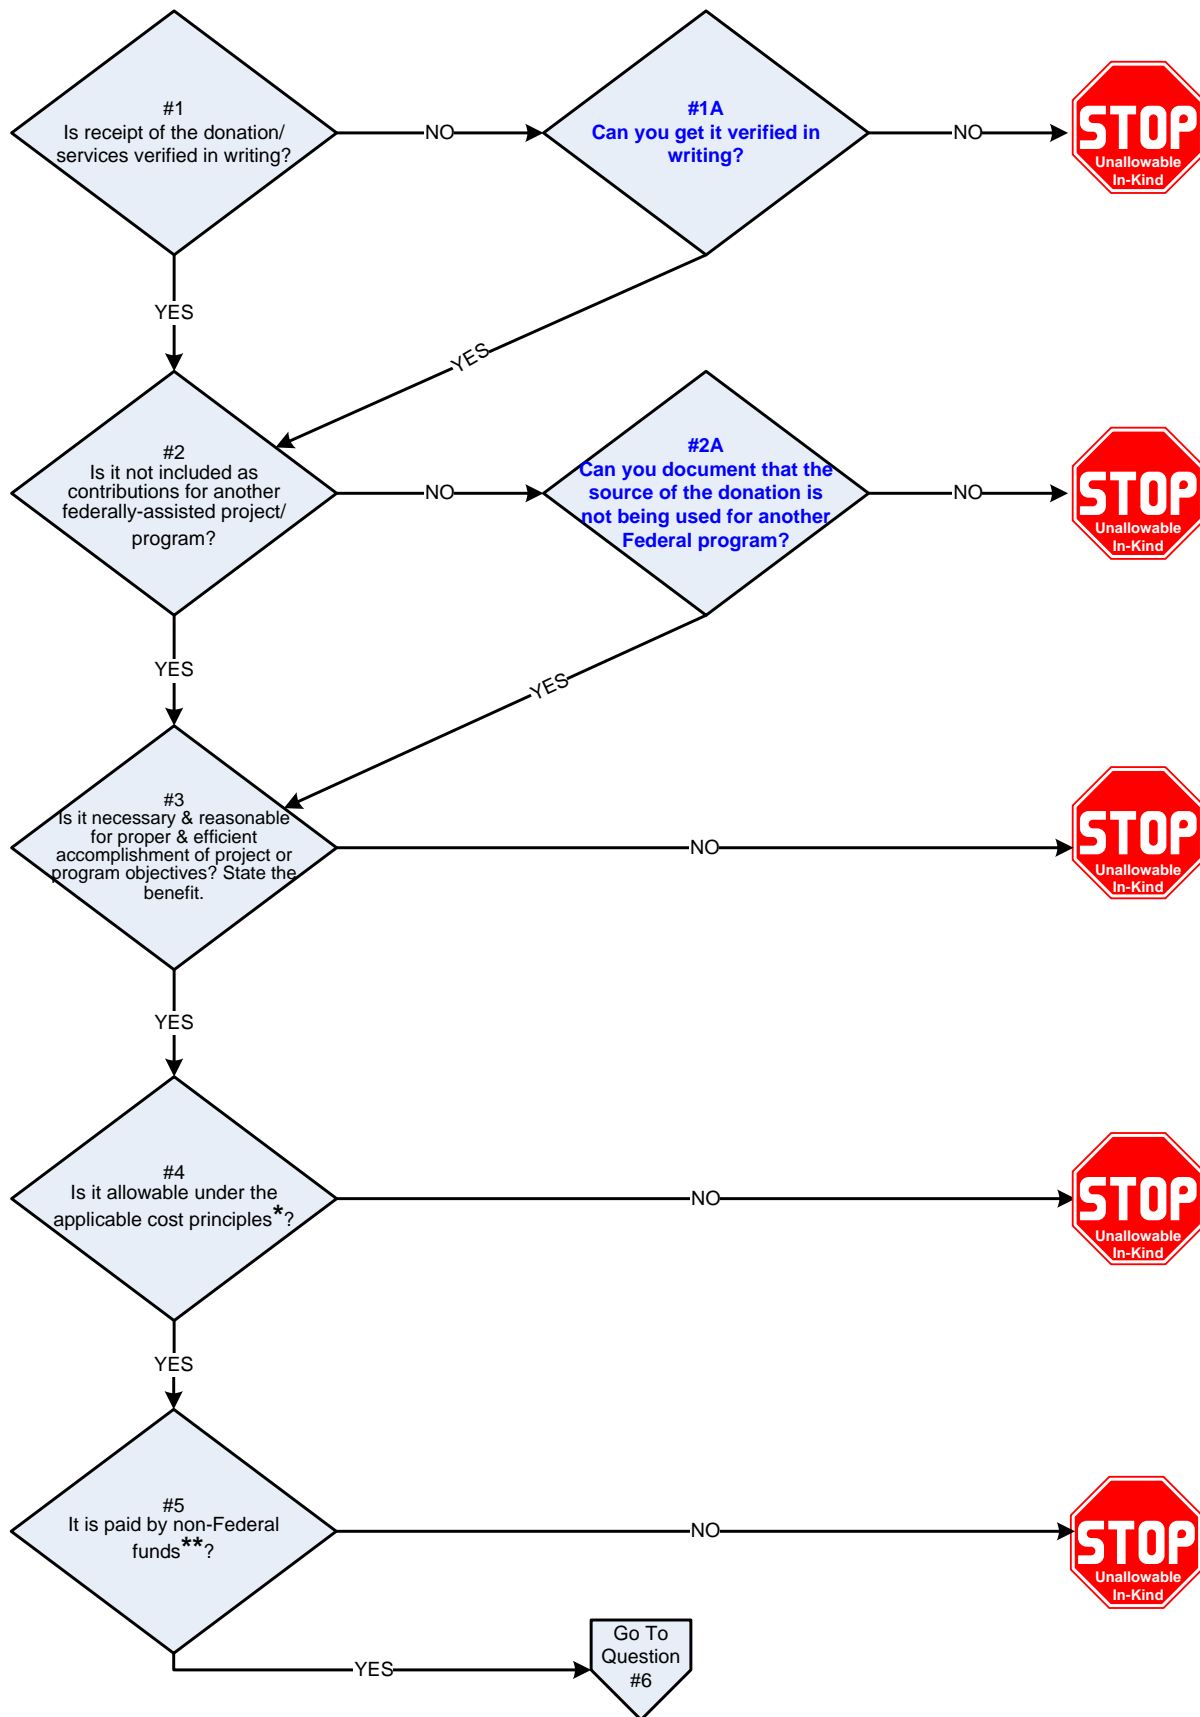 #1
Is receipt of the donation/
services verified in writing?
NO
#1A
Can you get it verified in
writing?
NO
STOP
Unallowable
In-Kind
YES
YES
#2
Is it not included as
contributions for another
federally-assisted project/
program?
NO
#2A
Can you document that the
source of the donation is
not being used for another
Federal program?
NO
STOP
Unallowable
In-Kind
YES
YES
#3
Is it necessary & reasonable
for proper & efficient
accomplishment of project or
program objectives? State the
benefit.
NO
STOP
Unallowable
In-Kind
YES
#4
Is it allowable under the
applicable cost principles*?
NO
STOP
Unallowable
In-Kind
YES
#5
It is paid by non-Federal
funds**?
NO
STOP
Unallowable
In-Kind
YES
Go To
Question
#6